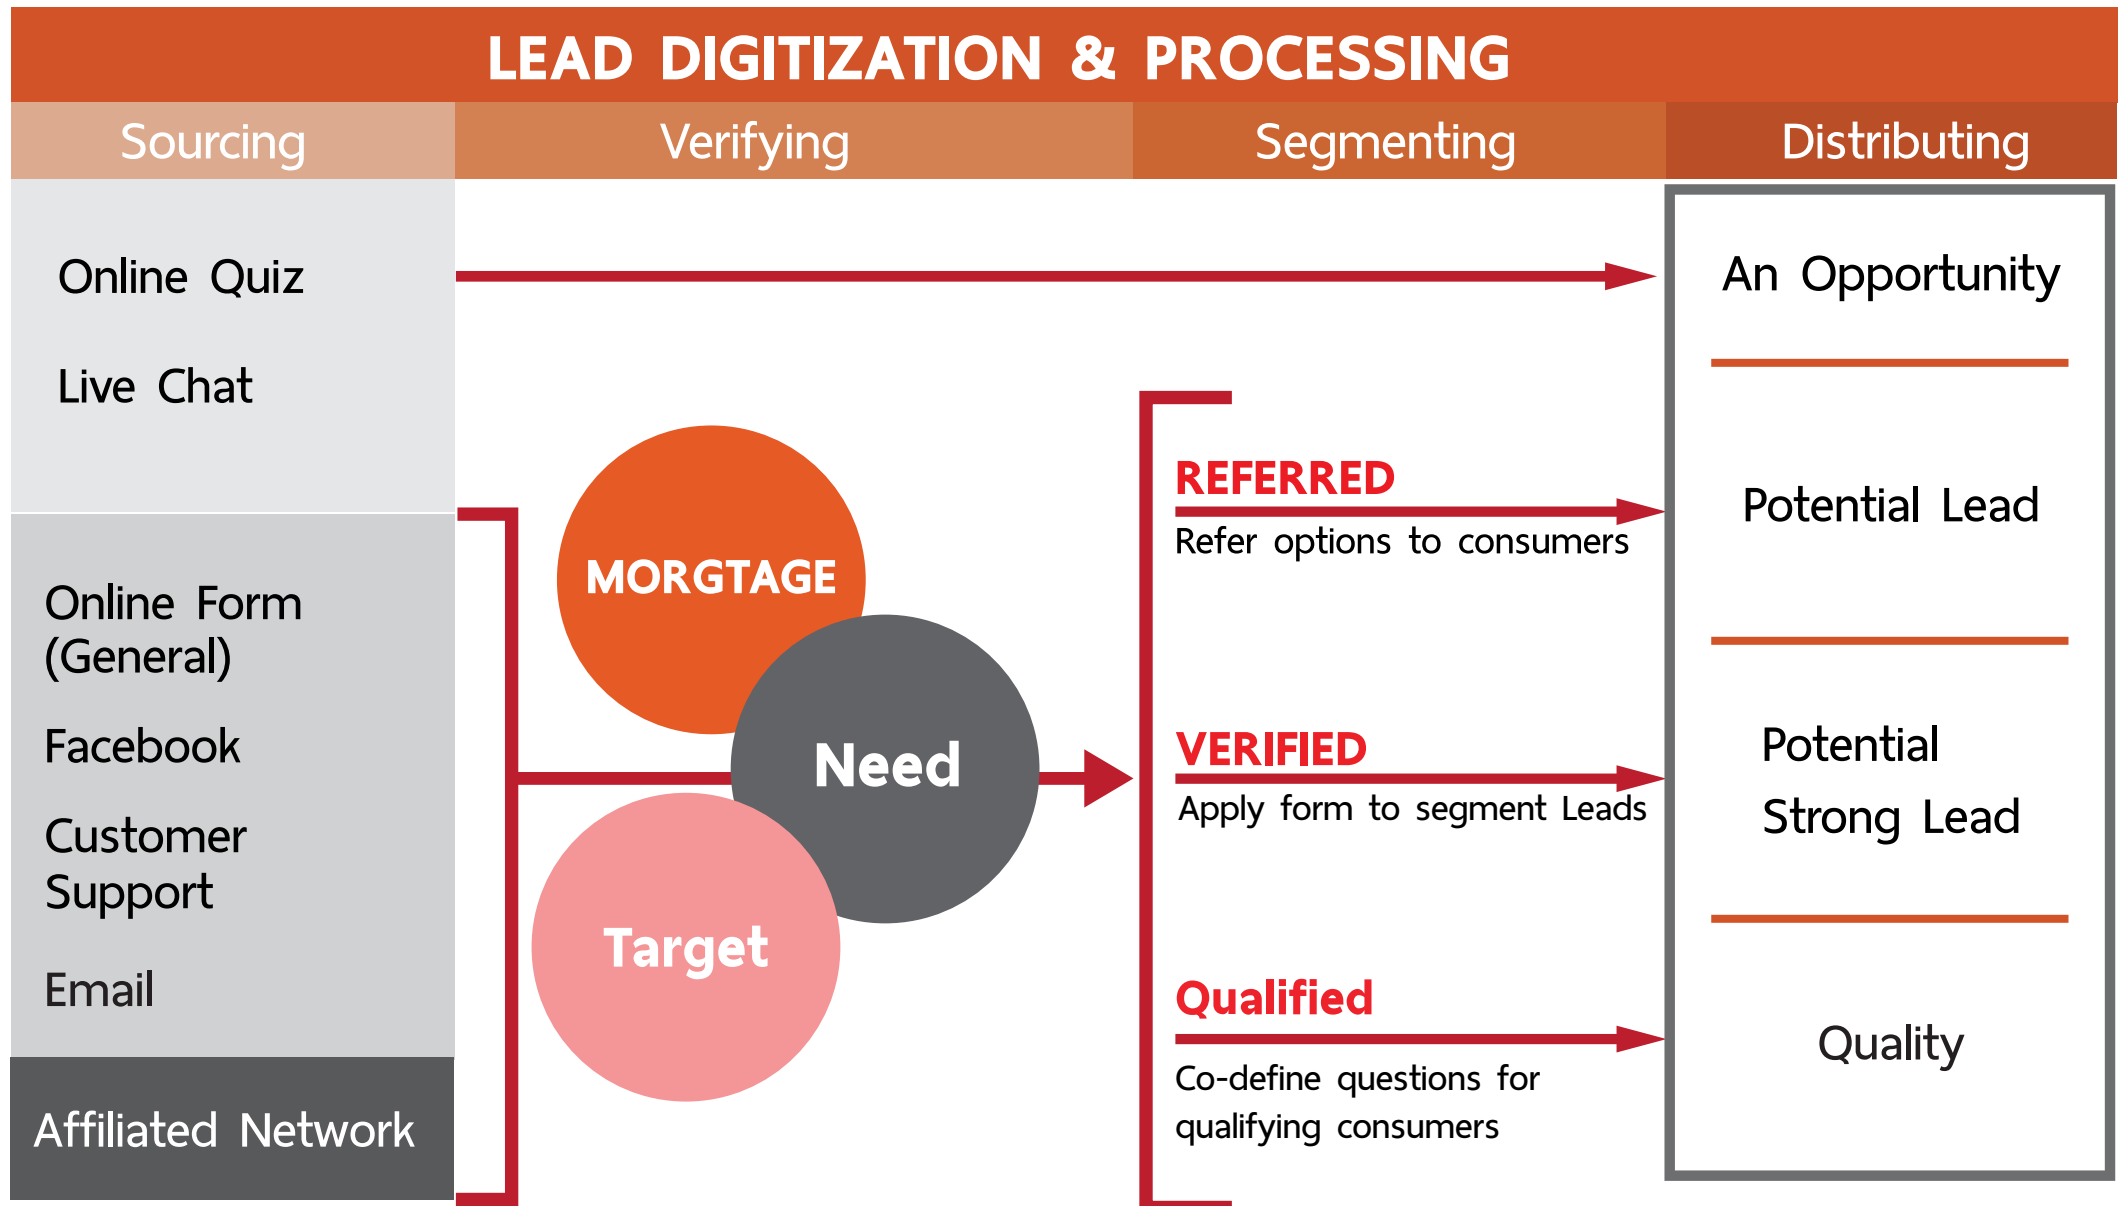 LEAD DIGITIZATION & PROCESSING
Sourcing
Verifying
Segmenting
Distributing
Online Quiz
Live Chat
Online Form
(General)
Facebook
Customer
Support
Email
Affiliated Network
MORGTAGE
Need
Target
REFERRED
Refer options to consumers
VERIFIED
Apply form to segment Leads
Qualified
Co-define questions for
qualifying consumers
An Opportunity
Potential Lead
Potential
Strong Lead
Quality